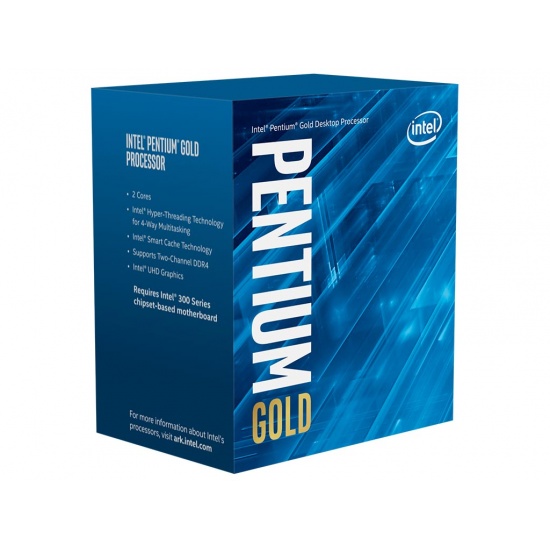 INTEL® PENTIUM® GOLD
PROCESSOR
• 2 Cores
• Intel® Hyper-Threading Technology
for 4-Way Multitasking
• Intel® Smart Cache Technology
• Supports Two-Channel DDR4
• Intel® UHD Graphics
Requires Intel® 300 Series
chipset-based motherboard
For more information about Intel's
processors, visit ark.intel.com
Intel® Pentium® Gold Desktop Processor
intel®
PENTIUM®
GOLD